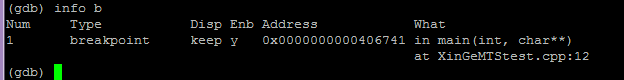 (gdb) info b
Num     Type           Disp Enb Address            What
1       breakpoint     keep y   0x0000000000406741 in main(int, char**)
                                                   at XinGeMTStest.cpp:12
(gdb)